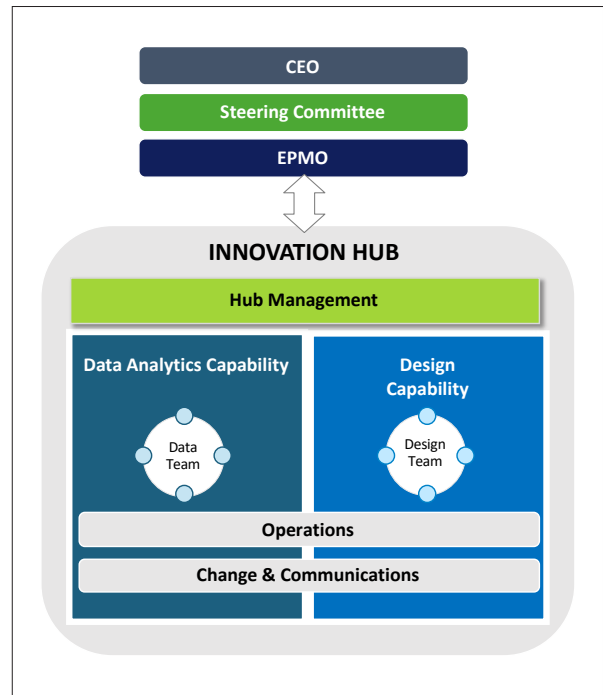 CEO
Steering Committee
EPMO
INNOVATION HUB
Hub Management
Data Analytics Capability
Design
Capability
Data
Team
Design
Team
Operations
Change & Communications